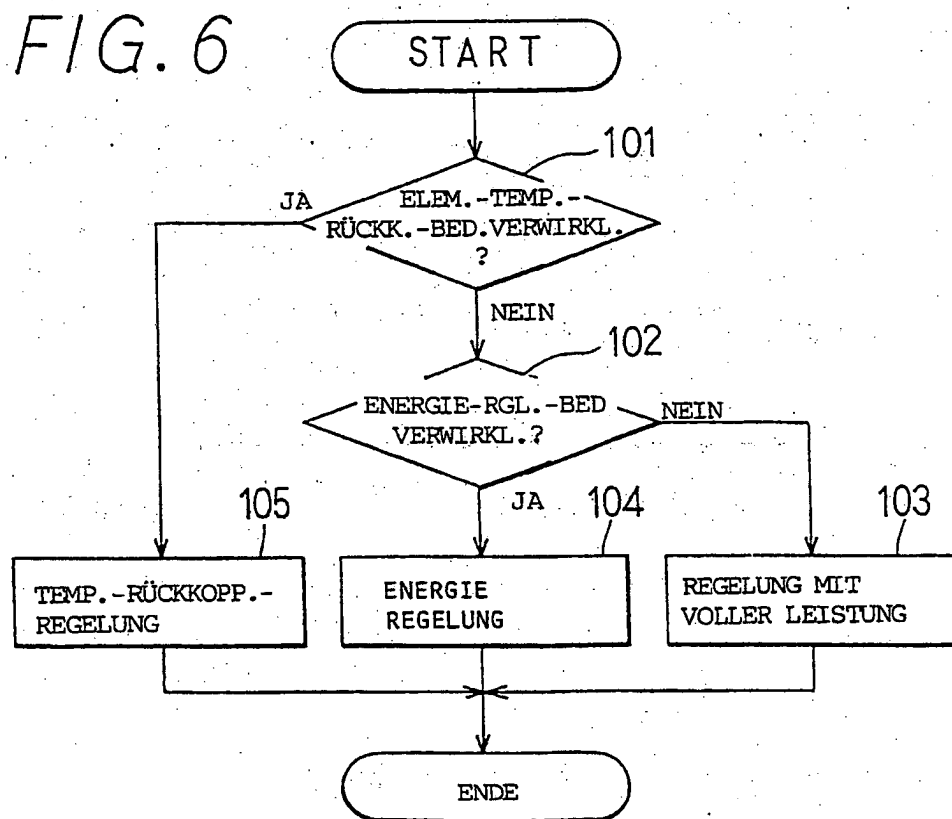 FIG. 6
START
101
JA
ELEM.-TEMP.-
RÜCKK.-BED.VERWIRKL.
?
NEIN
102
ENERGIE-RGL.-BED
VERWIRKL.?
NEIN
JA
105
104
103
TEMP.-RÜCKKOPP.-
REGELUNG
ENERGIE
REGELUNG
REGELUNG MIT
VOLLER LEISTUNG
ENDE